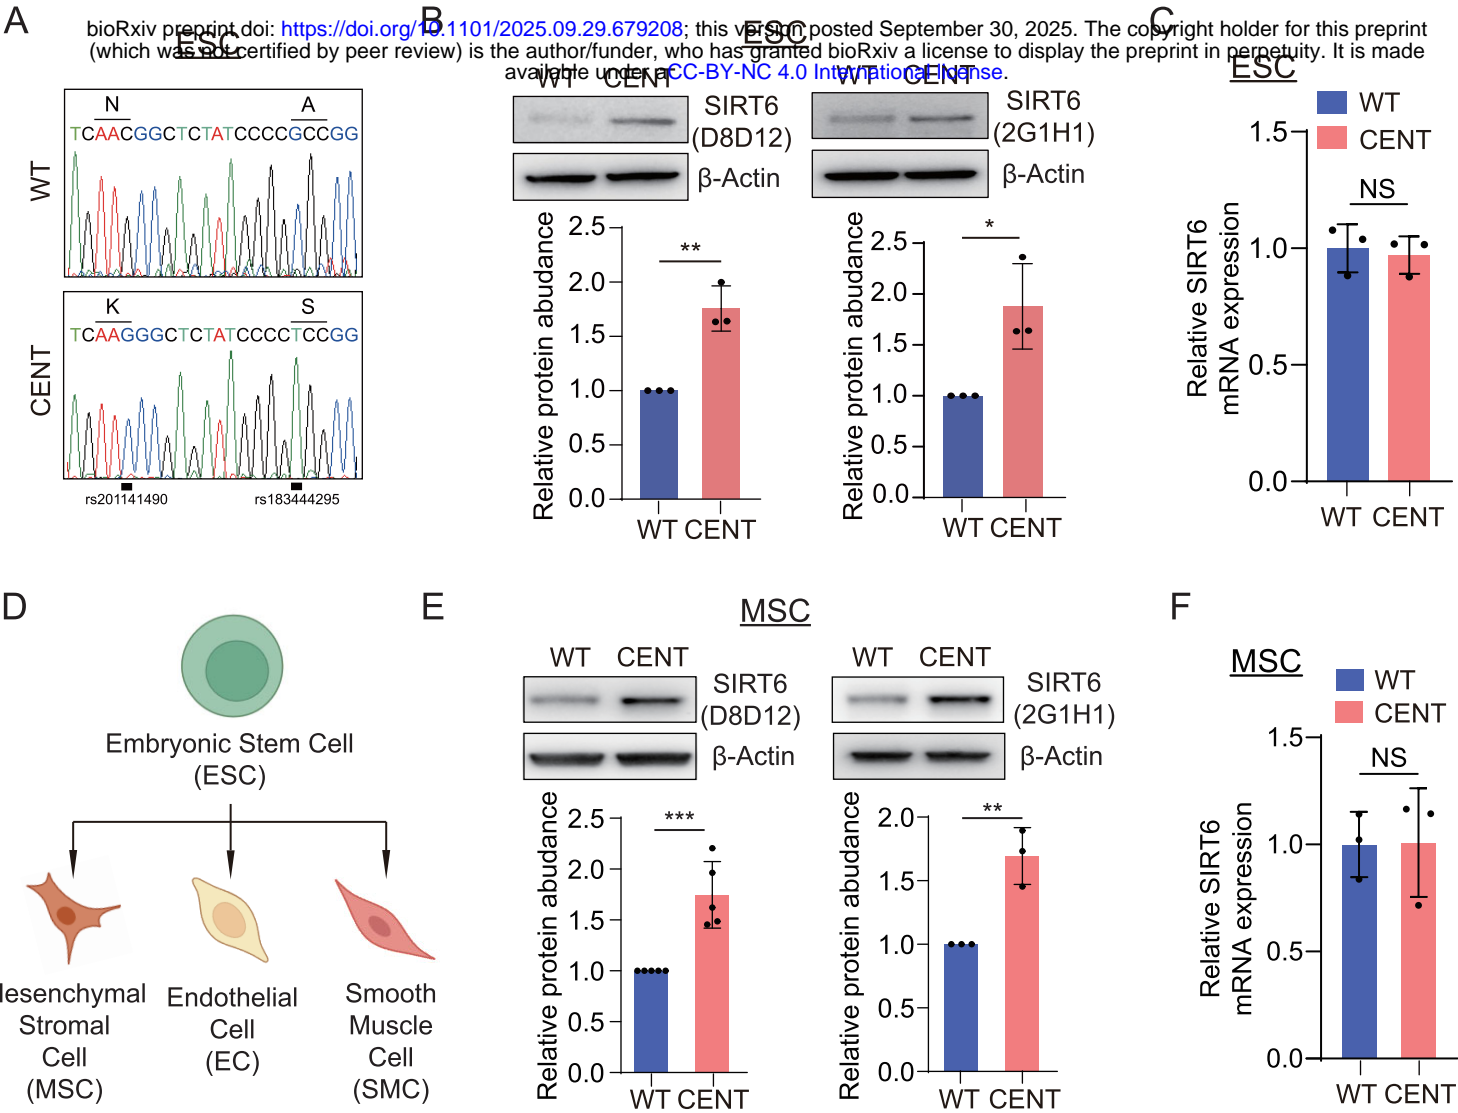 A
bioRxiv preprint doi: https://doi.org/10.1101/2025.09.29.679208; this version posted September 30, 2025. The copyright holder for this preprint
(which was not certified by peer review) is the author/funder, who has granted bioRxiv a license to display the preprint in perpetuity. It is made
available under aCC-BY-NC 4.0 International license.
ESC
N A
TCAACGGCTCTATCCCCGCCGG
WT
K S
TCAAGGGCTCTATCCCCTCCGG
CENT
rs201141490 rs183444295
B
ESC
WT CENT
SIRT6
(D8D12)
β-Actin
Relative protein abudance
2.5
2.0
1.5
1.0
0.5
0.0
**
WT CENT
WT CENT
SIRT6
(2G1H1)
β-Actin
Relative protein abudance
2.5
2.0
1.5
1.0
0.5
0.0
*
WT CENT
C
ESC
WT
CENT
Relative SIRT6
mRNA expression
1.5
1.0
0.5
0.0
NS
WT CENT
D
Embryonic Stem Cell
(ESC)
lesenchymal
Stromal
Cell
(MSC)
Endothelial
Cell
(EC)
Smooth
Muscle
Cell
(SMC)
E
MSC
WT CENT
SIRT6
(D8D12)
β-Actin
Relative protein abudance
2.5
2.0
1.5
1.0
0.5
0.0
***
WT CENT
WT CENT
SIRT6
(2G1H1)
β-Actin
Relative protein abudance
2.0
1.5
1.0
0.5
0.0
**
WT CENT
F
MSC
WT
CENT
Relative SIRT6
mRNA expression
1.5
1.0
0.5
0.0
NS
WT CENT